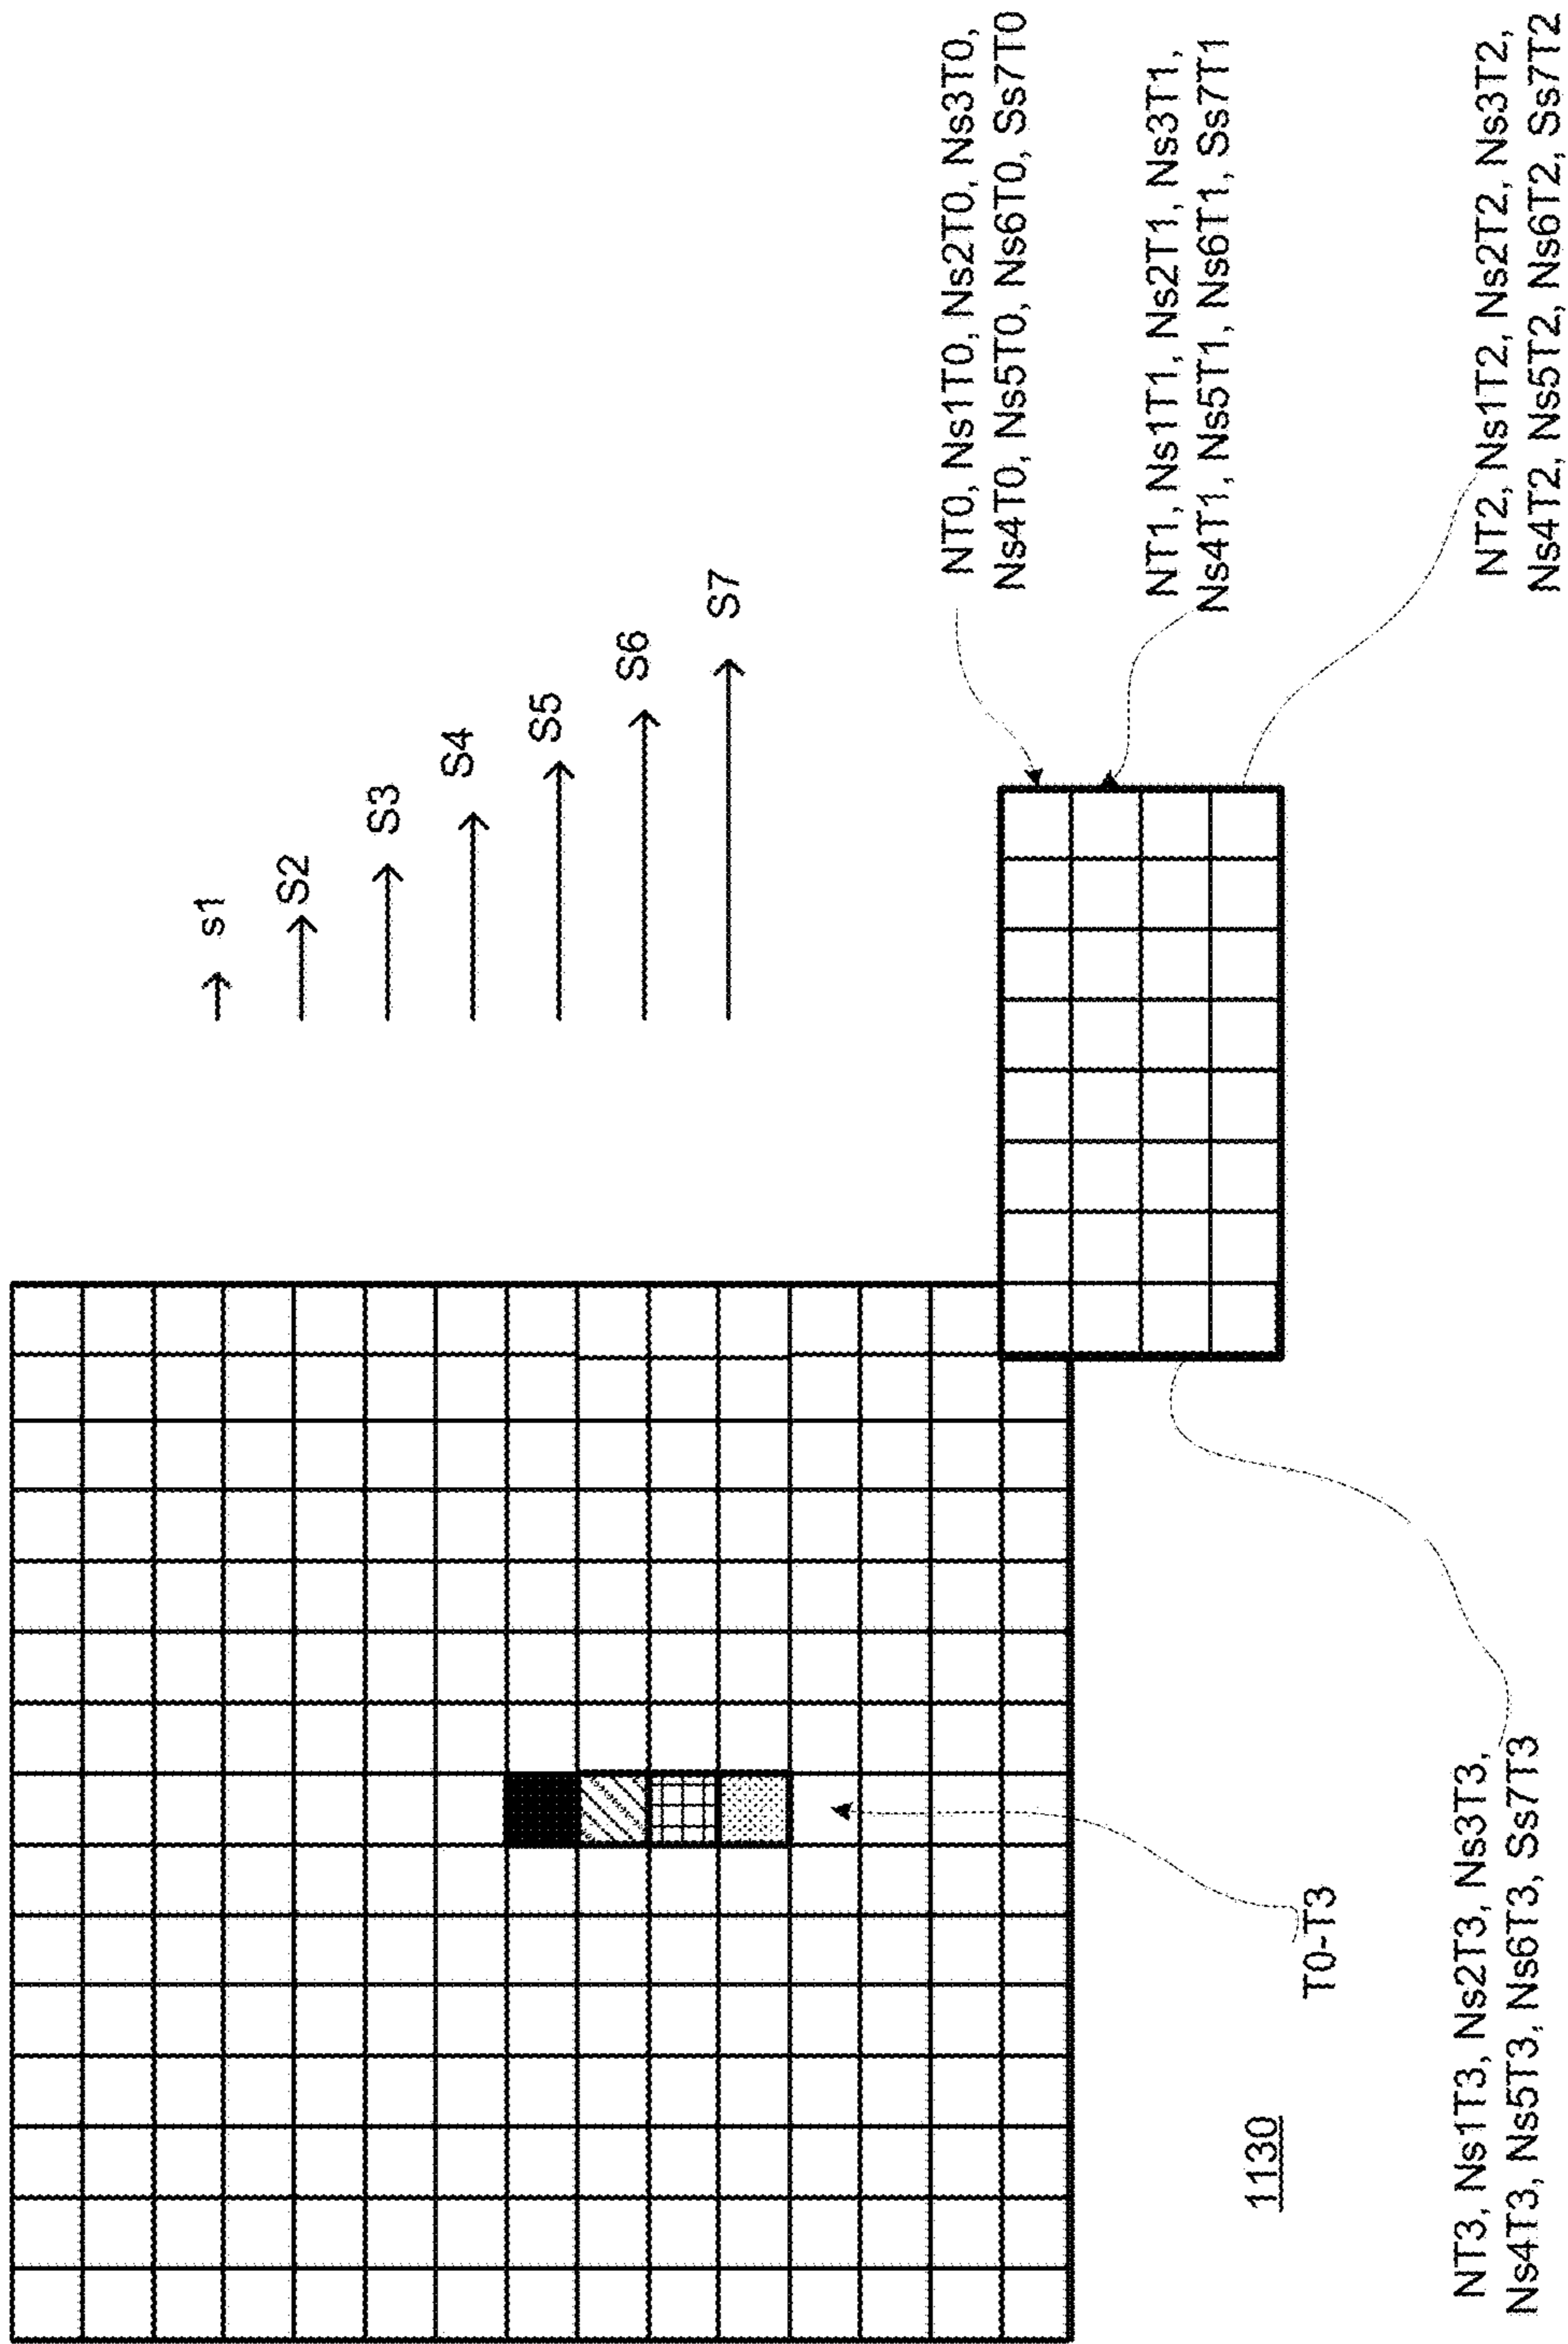 s1
S2
S3
S4
S5
S6
S7
NT0, Ns1T0, Ns2T0, Ns3T0,
Ns4T0, Ns5T0, Ns6T0, Ss7T0
NT1, Ns1T1, Ns2T1, Ns3T1,
Ns4T1, Ns5T1, Ns6T1, Ss7T1
1130
T0-T3
NT3, Ns1T3, Ns2T3, Ns3T3,
Ns4T3, Ns5T3, Ns6T3, Ss7T3
NT2, Ns1T2, Ns2T2, Ns3T2,
Ns4T2, Ns5T2, Ns6T2, Ss7T2